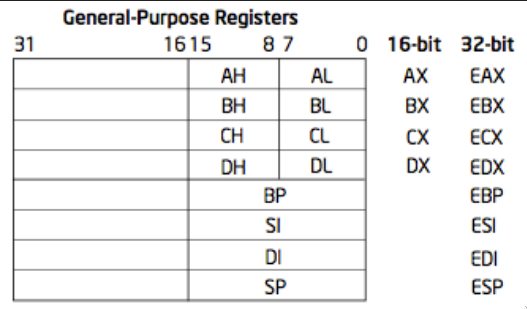 General-Purpose Registers
31 16 15 8 7 0 16-bit 32-bit
AH AL AX EAX
BH BL BX EBX
CH CL CX ECX
DH DL DX EDX
BP EBP
SI ESI
DI EDI
SP ESP